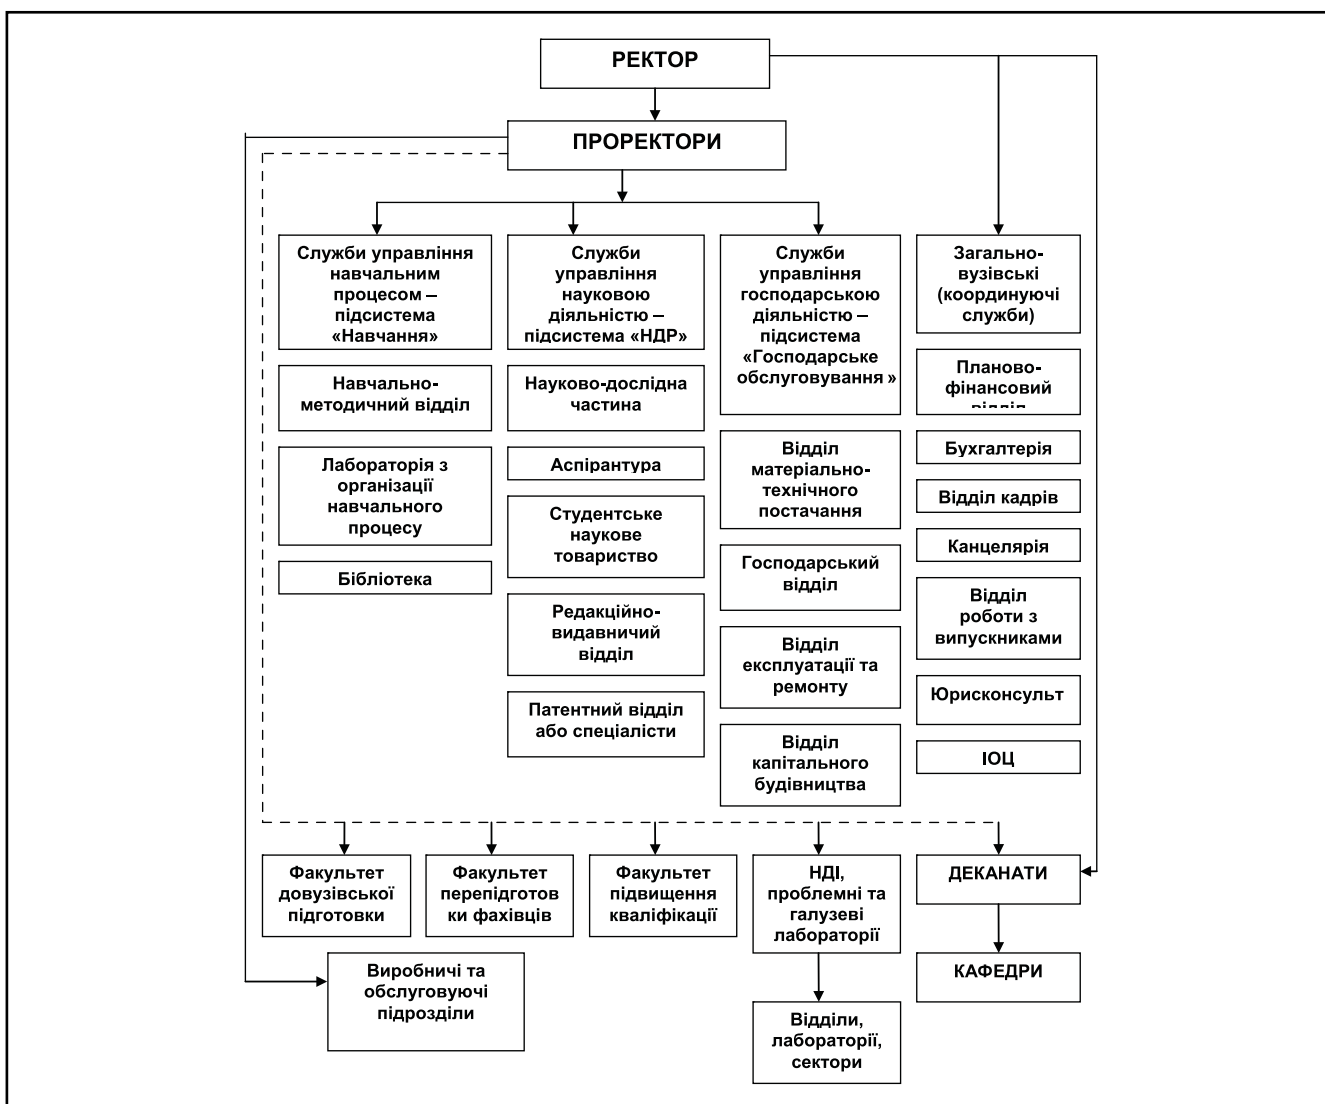 РЕКТОР
ПРОРЕКТОРИ
Служби управління
навчальним
процесом –
підсистема
«Навчання»
Навчально-
методичний відділ
Лабораторія з
організації
навчального
процесу
Бібліотека
Служби
управління
науковою
діяльністю –
підсистема «НДР»
Науково-дослідна
частина
Аспірантура
Студентське
наукове
товариство
Редакційно-
видавничий
відділ
Патентний відділ
або спеціалісти
Служби
управління
господарською
діяльністю –
підсистема
«Господарське
обслуговування »
Відділ
матеріально-
технічного
постачання
Господарський
відділ
Відділ
експлуатації та
ремонту
Відділ
капітального
будівництва
Загально-
вузівські
(координуючі
служби)
Планово-
фінансовий
відділ
Бухгалтерія
Відділ кадрів
Канцелярія
Відділ
роботи з
випускниками
Юрисконсульт
ІОЦ
Факультет
довузівської
підготовки
Факультет
перепідготов
ки фахівців
Факультет
підвищення
кваліфікації
НДІ,
проблемні та
галузеві
лабораторії
ДЕКАНАТИ
Виробничі та
обслуговуючі
підрозділи
Відділи,
лабораторії,
сектори
КАФЕДРИ